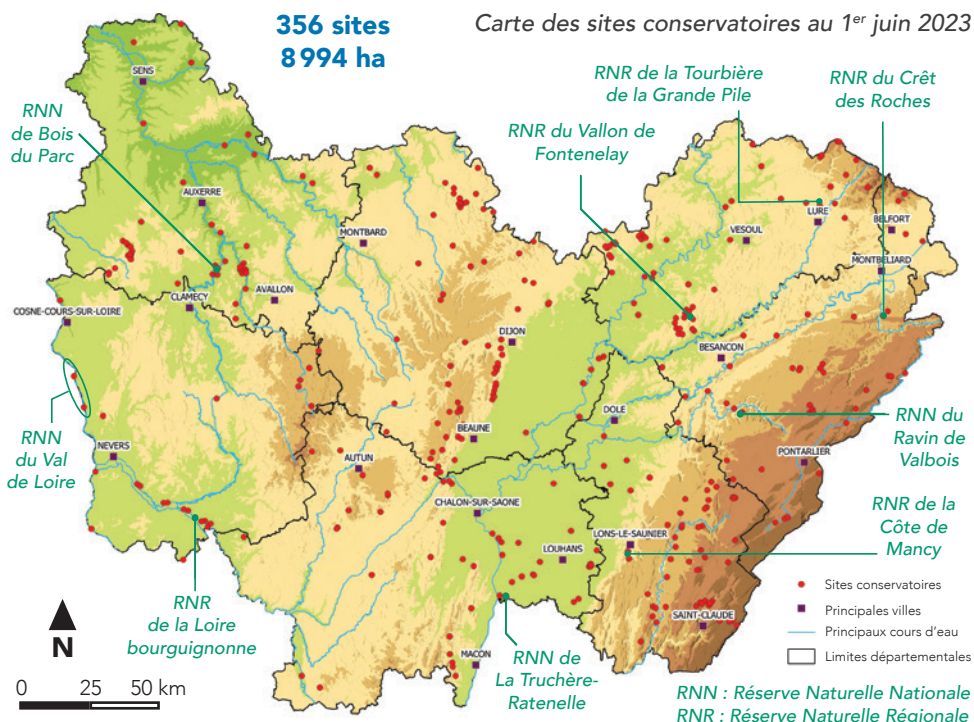 356 sites
8 994 ha
Carte des sites conservatoires au 1er juin 2023
RNR de la Tourbière
de la Grande Pile
RNR du Crêt
des Roches
RNN
de Bois
du Parc
RNR du Vallon de
Fontenelay
SENS
AUXERRE
MONTBARD
VESOUL
LURE
BELFORT
MONTBELIARD
CLAMECY
AVALLON
COSNE-COURS-SUR-LOIRE
DIJON
BESANCON
RNN
du Val
de Loire
NEVERS
BEAUNE
DOLE
AUTUN
PONTARLIER
RNN du
Ravin de
Valbois
CHALON-SUR-SAONE
LONS-LE-SAUNIER
LOUHANS
RNR de la
Côte de
Mancy
SAINT-CLAUDE
MACON
RNR
de la Loire
bourguignonne
RNN de
La Truchère-
Ratenelle
Sites conservatoires
Principales villes
Principaux cours d'eau
Limites départementales
N
0 25 50 km
RNN : Réserve Naturelle Nationale
RNR : Réserve Naturelle Régionale